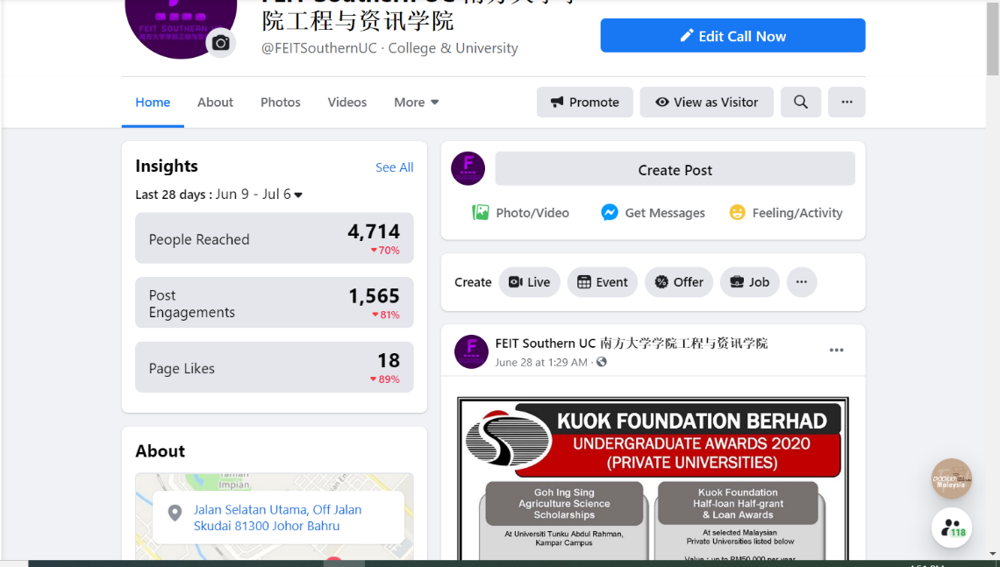 院工程与资讯学院
@FEITSouthernUC · College & University
Edit Call Now
FEIT SOUTHERN
Home About Photos Videos More
Promote View as Visitor
Insights See All
Last 28 days : Jun 9 - Jul 6
People Reached 4,714
70%
Post Engagements 1,565
81%
Page Likes 18
89%
About
Impian
Jalan Selatan Utama, Off Jalan
Skudai 81300 Johor Bahru
Create Post
Photo/Video Get Messages Feeling/Activity
Create Live Event Offer Job
FEIT Southern UC 南方大学学院工程与资讯学院
June 28 at 1:29 AM ·
KUOK FOUNDATION BERHAD
UNDERGRADUATE AWARDS 2020
(PRIVATE UNIVERSITIES)
Goh Ing Sing
Agriculture Science
Scholarships
At Universiti Tunku Abdul Rahman,
Kampar Campus
Kuok Foundation
Half-loan Half-grant
& Loan Awards
At selected Malaysian
Private Universities listed below
Value : up to RM50,000 per year
Malaysia
118